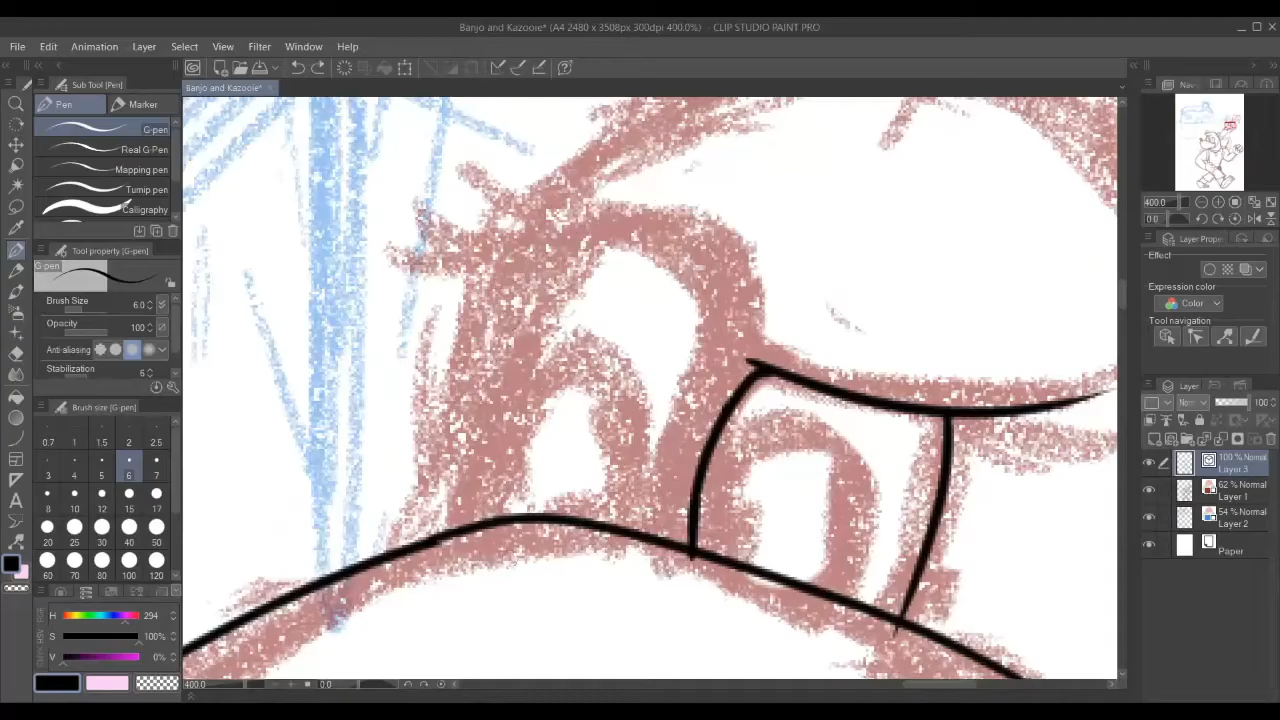 Banjo and Kazooie* (A4 2480 x 3508px 300dpi 400.0%) - CLIP STUDIO PAINT PRO
File Edit Animation Layer Select View Filter Window Help
Sub Tool [Pen]
Banjo and Kazooie*
Pen Marker
G-pen
Real G-Pen
Mapping pen
Turnip pen
Calligraphy
Tool property [G-pen]
G-pen
Brush Size 6.0
Opacity 100
Anti-aliasing
Stabilization 6
Brush size [G-pen]
0.7 1 1.5 2 2.5
3 4 5 6 7
8 10 12 15 17
20 25 30 40 50
60 70 80 100 120
H 294
S 100%
V 0%
400.0 0.0
Nav
400.0
0.0
Layer Proper
Effect
Expression color
Color
Tool navigation
Layer
Nor 100
100 % Normal
Layer 3
62 % Normal
Layer 1
54 % Normal
Layer 2
Paper